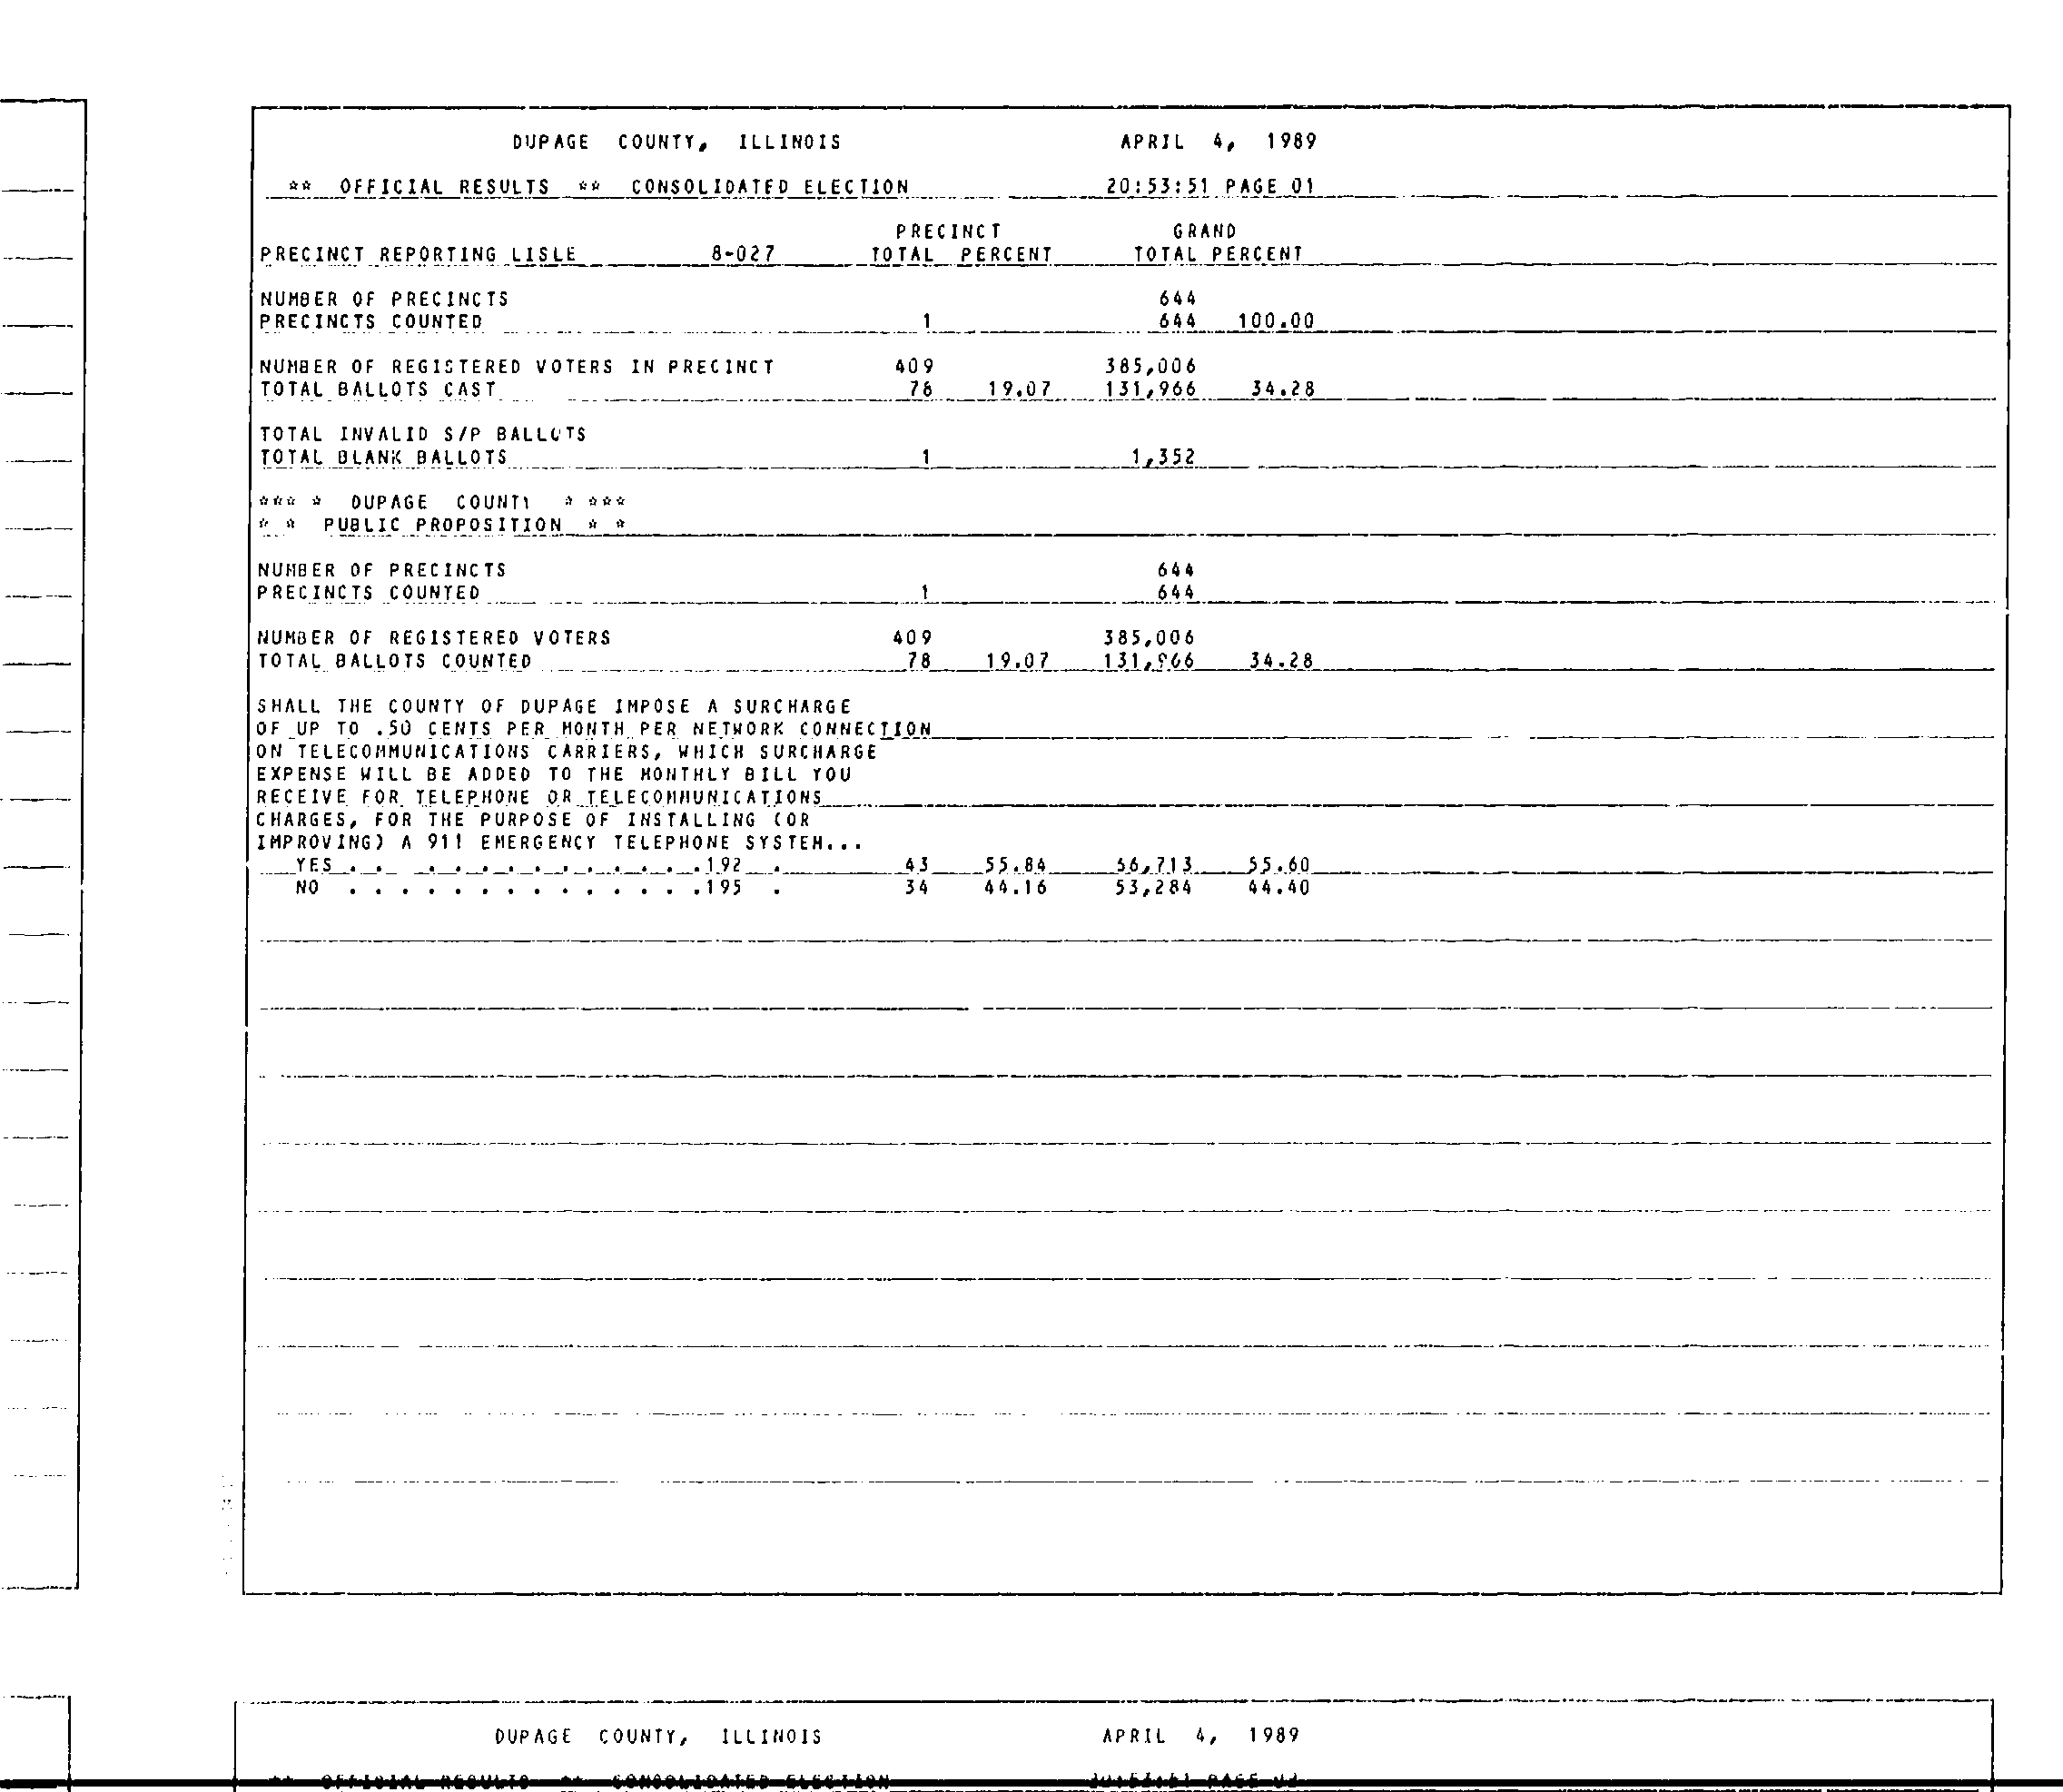 DUPAGE COUNTY, ILLINOIS APRIL 4, 1989
** OFFICIAL RESULTS ** CONSOLIDATED ELECTION 20:53:51 PAGE 01
PRECINCT GRAND
PRECINCT REPORTING LISLE 8-027 TOTAL PERCENT TOTAL PERCENT
NUMBER OF PRECINCTS 644
PRECINCTS COUNTED 1 644 100.00
NUMBER OF REGISTERED VOTERS IN PRECINCT 409 385,006
TOTAL BALLOTS CAST 78 19.07 131,966 34.28
TOTAL INVALID S/P BALLOTS
TOTAL BLANK BALLOTS 1 1,352
*** * DUPAGE COUNTY * ***
* * PUBLIC PROPOSITION * *
NUMBER OF PRECINCTS 644
PRECINCTS COUNTED 1 644
NUMBER OF REGISTERED VOTERS 409 385,006
TOTAL BALLOTS COUNTED 78 19.07 131,966 34.28
SHALL THE COUNTY OF DUPAGE IMPOSE A SURCHARGE
OF UP TO .50 CENTS PER MONTH PER NETWORK CONNECTION
ON TELECOMMUNICATIONS CARRIERS, WHICH SURCHARGE
EXPENSE WILL BE ADDED TO THE MONTHLY BILL YOU
RECEIVE FOR TELEPHONE OR TELECOMMUNICATIONS
CHARGES, FOR THE PURPOSE OF INSTALLING (OR
IMPROVING) A 911 EMERGENCY TELEPHONE SYSTEM...
YES . . . . . . . . . . . . . .192 . 43 55.84 66,713 55.60
NO . . . . . . . . . . . . . .195 . 34 44.16 53,284 44.40
DUPAGE COUNTY, ILLINOIS APRIL 4, 1989
** OFFICIAL RESULTS ** CONSOLIDATED ELECTION